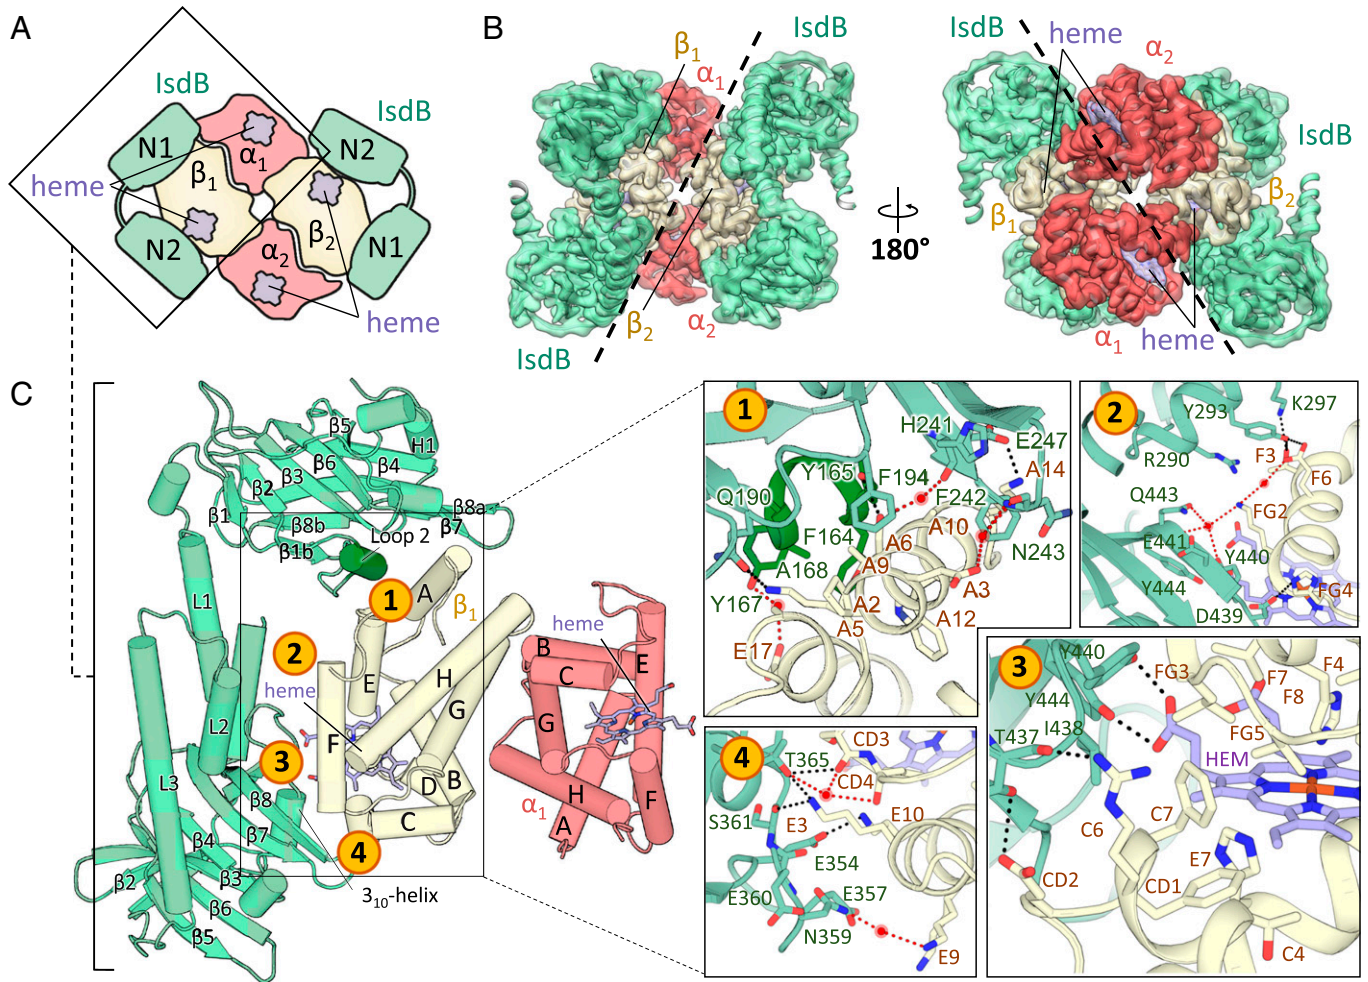 A
IsdB
IsdB
N1
α1
N2
β1
heme
N2
β2
N1
α2
heme
B
β1
α1
IsdB
β2
α2
IsdB
180°
IsdB
heme
α2
IsdB
β1
β2
α1
heme
C
β5
H1
β6
β4
β3
β2
β8a
β1
β8b
β7
β1b
Loop 2
L1
1
A
β1
2
heme
E
H
L2
F
G
3
L3
D
B
β8
C
β7
4
β4
β2
β3
β6
β5
3₁₀-helix
heme
B
E
C
G
α1
H
F
A
1
H241
E247
Y165
F194
A14
Q190
F242
F164
A10
A6
N243
A168
A9
A3
Y167
A2
A12
A5
E17
2
K297
Y293
F3
R290
F6
Q443
FG2
E441
Y440
Y444
FG4
D439
3
Y440
FG3
F7
F4
Y444
F8
I438
FG5
T437
HEM
C6
C7
E7
CD2
CD1
C4
4
CD3
T365
CD4
S361
E3
E10
E354
E360
E357
N359
E9